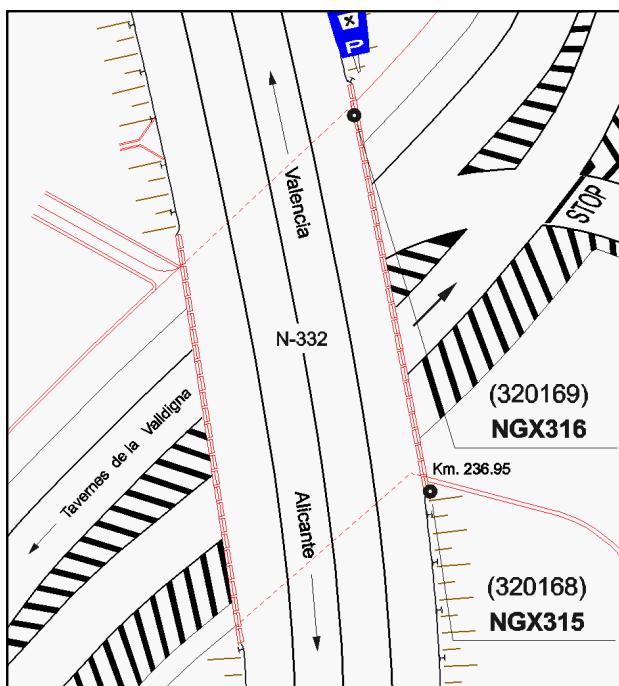 P
Valencia
STOP
N-332
(320169)
NGX316
Tavernes de la Valldigna
Km. 236.95
Alicante
(320168)
NGX315